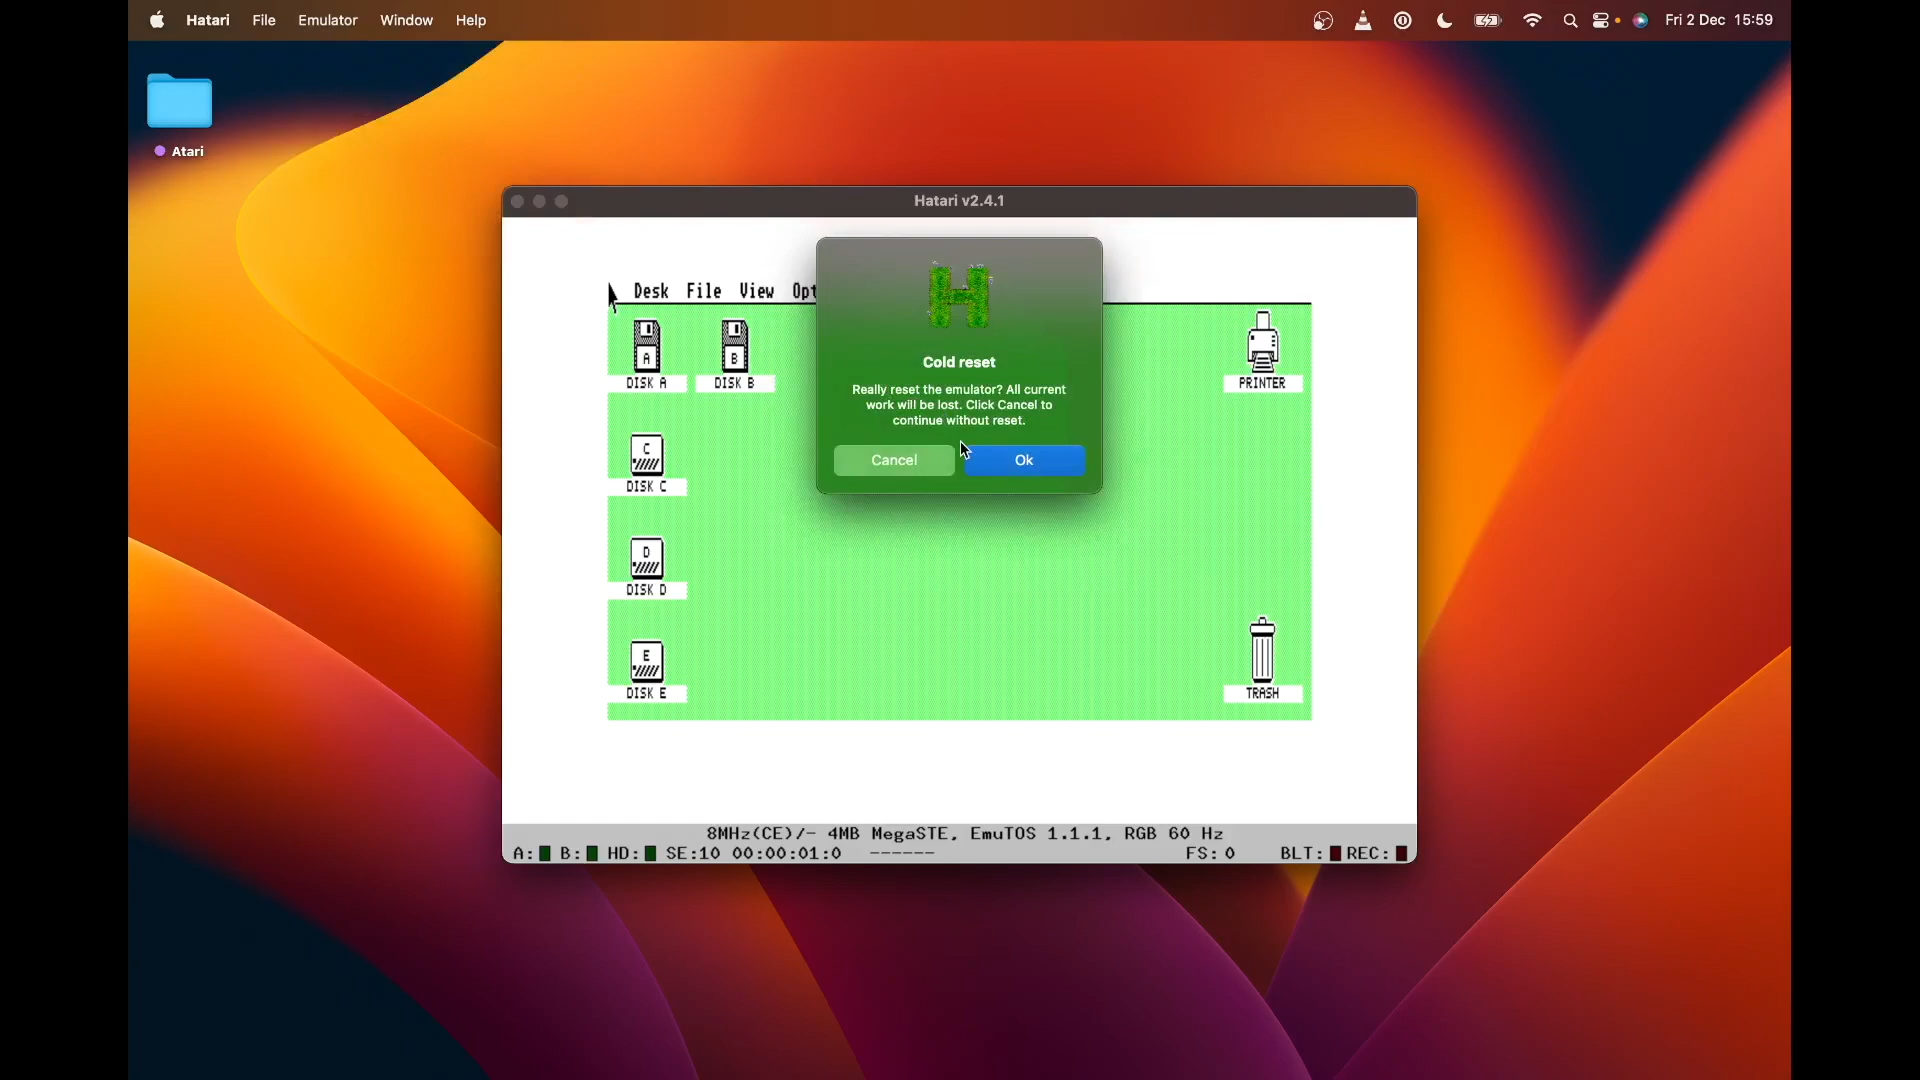 Hatari File Emulator Window Help Fri 2 Dec 15:59
Atari
Hatari v2.4.1
Desk File View Opt
A B
DISK A DISK B PRINTER
C
DISK C
D
DISK D
E
DISK E TRASH
H
Cold reset
Really reset the emulator? All current
work will be lost. Click Cancel to
continue without reset.
Cancel Ok
8MHz(CE)/- 4MB MegaSTE, EmuTOS 1.1.1, RGB 60 Hz
A: B: HD: SE:10 00:00:01:0 ------ FS: 0 BLT: REC: